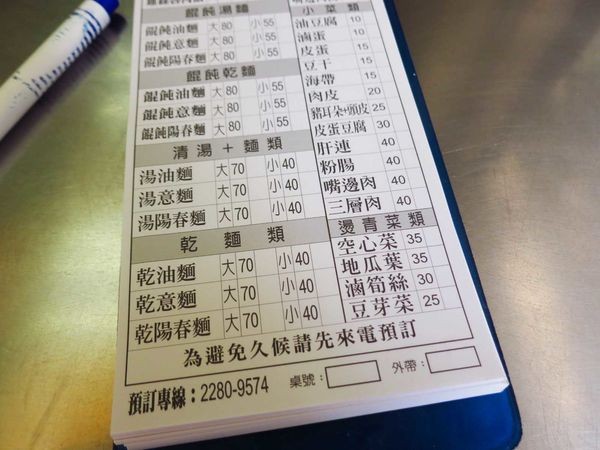 餛飩湯麵
餛飩油麵 大80 小55
餛飩意麵 大80 小55
餛飩陽春麵 大80 小55
餛飩乾麵
餛飩油麵 大80 小55
餛飩意麵 大80 小55
餛飩陽春麵 大80 小55
清湯+麵類
湯油麵 大70 小40
湯意麵 大70 小40
湯陽春麵 大70 小40
乾麵類
乾油麵 大70 小40
乾意麵 大70 小40
乾陽春麵 大70 小40
小菜類
油豆腐 10
滷蛋 10
皮蛋 15
豆干 15
海帶 15
肉皮 20
豬耳朵+頭皮 25
皮蛋豆腐 30
肝連 40
粉腸 40
嘴邊肉 40
三層肉 40
燙青菜類
空心菜 35
地瓜葉 35
滷筍絲 30
豆芽菜 25
為避免久候請先來電預訂
預訂專線:2280-9574 桌號: 外帶: